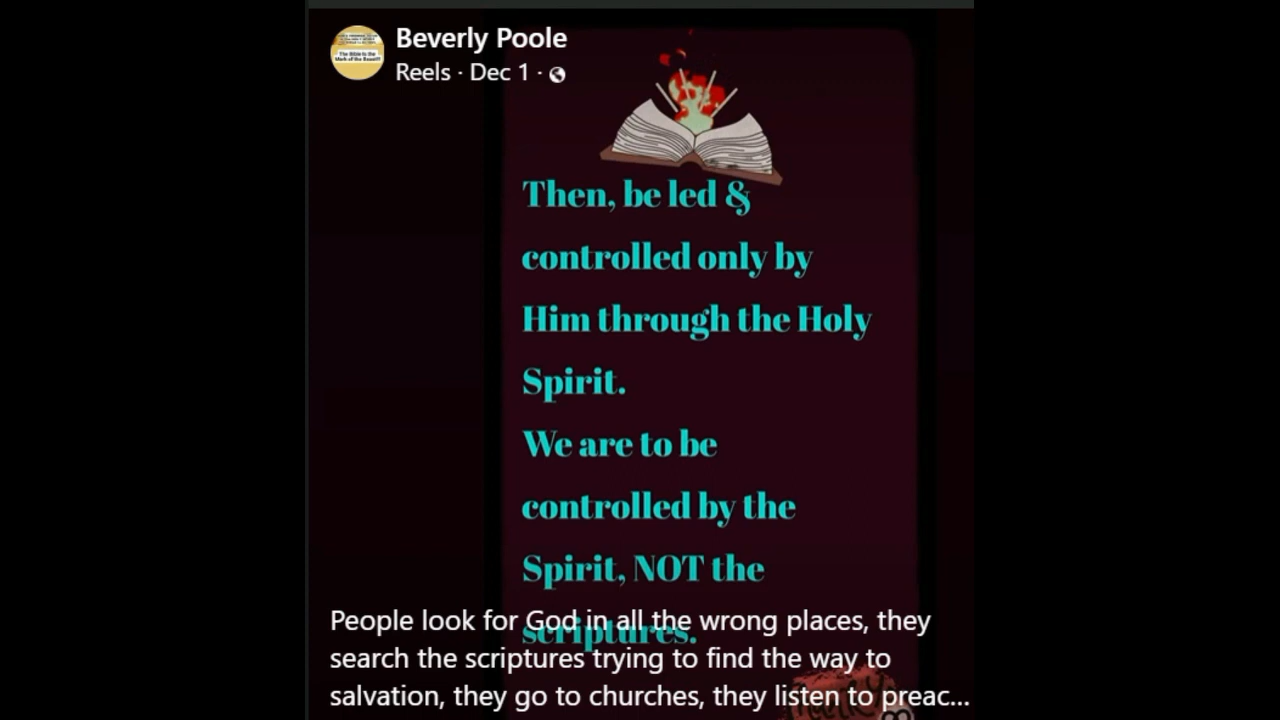 Beverly Poole
Reels · Dec 1 ·
Then, be led &
controlled only by
Him through the Holy
Spirit.
We are to be
controlled by the
Spirit, NOT the
scriptures.
People look for God in all the wrong places, they
search the scriptures trying to find the way to
salvation, they go to churches, they listen to preac...